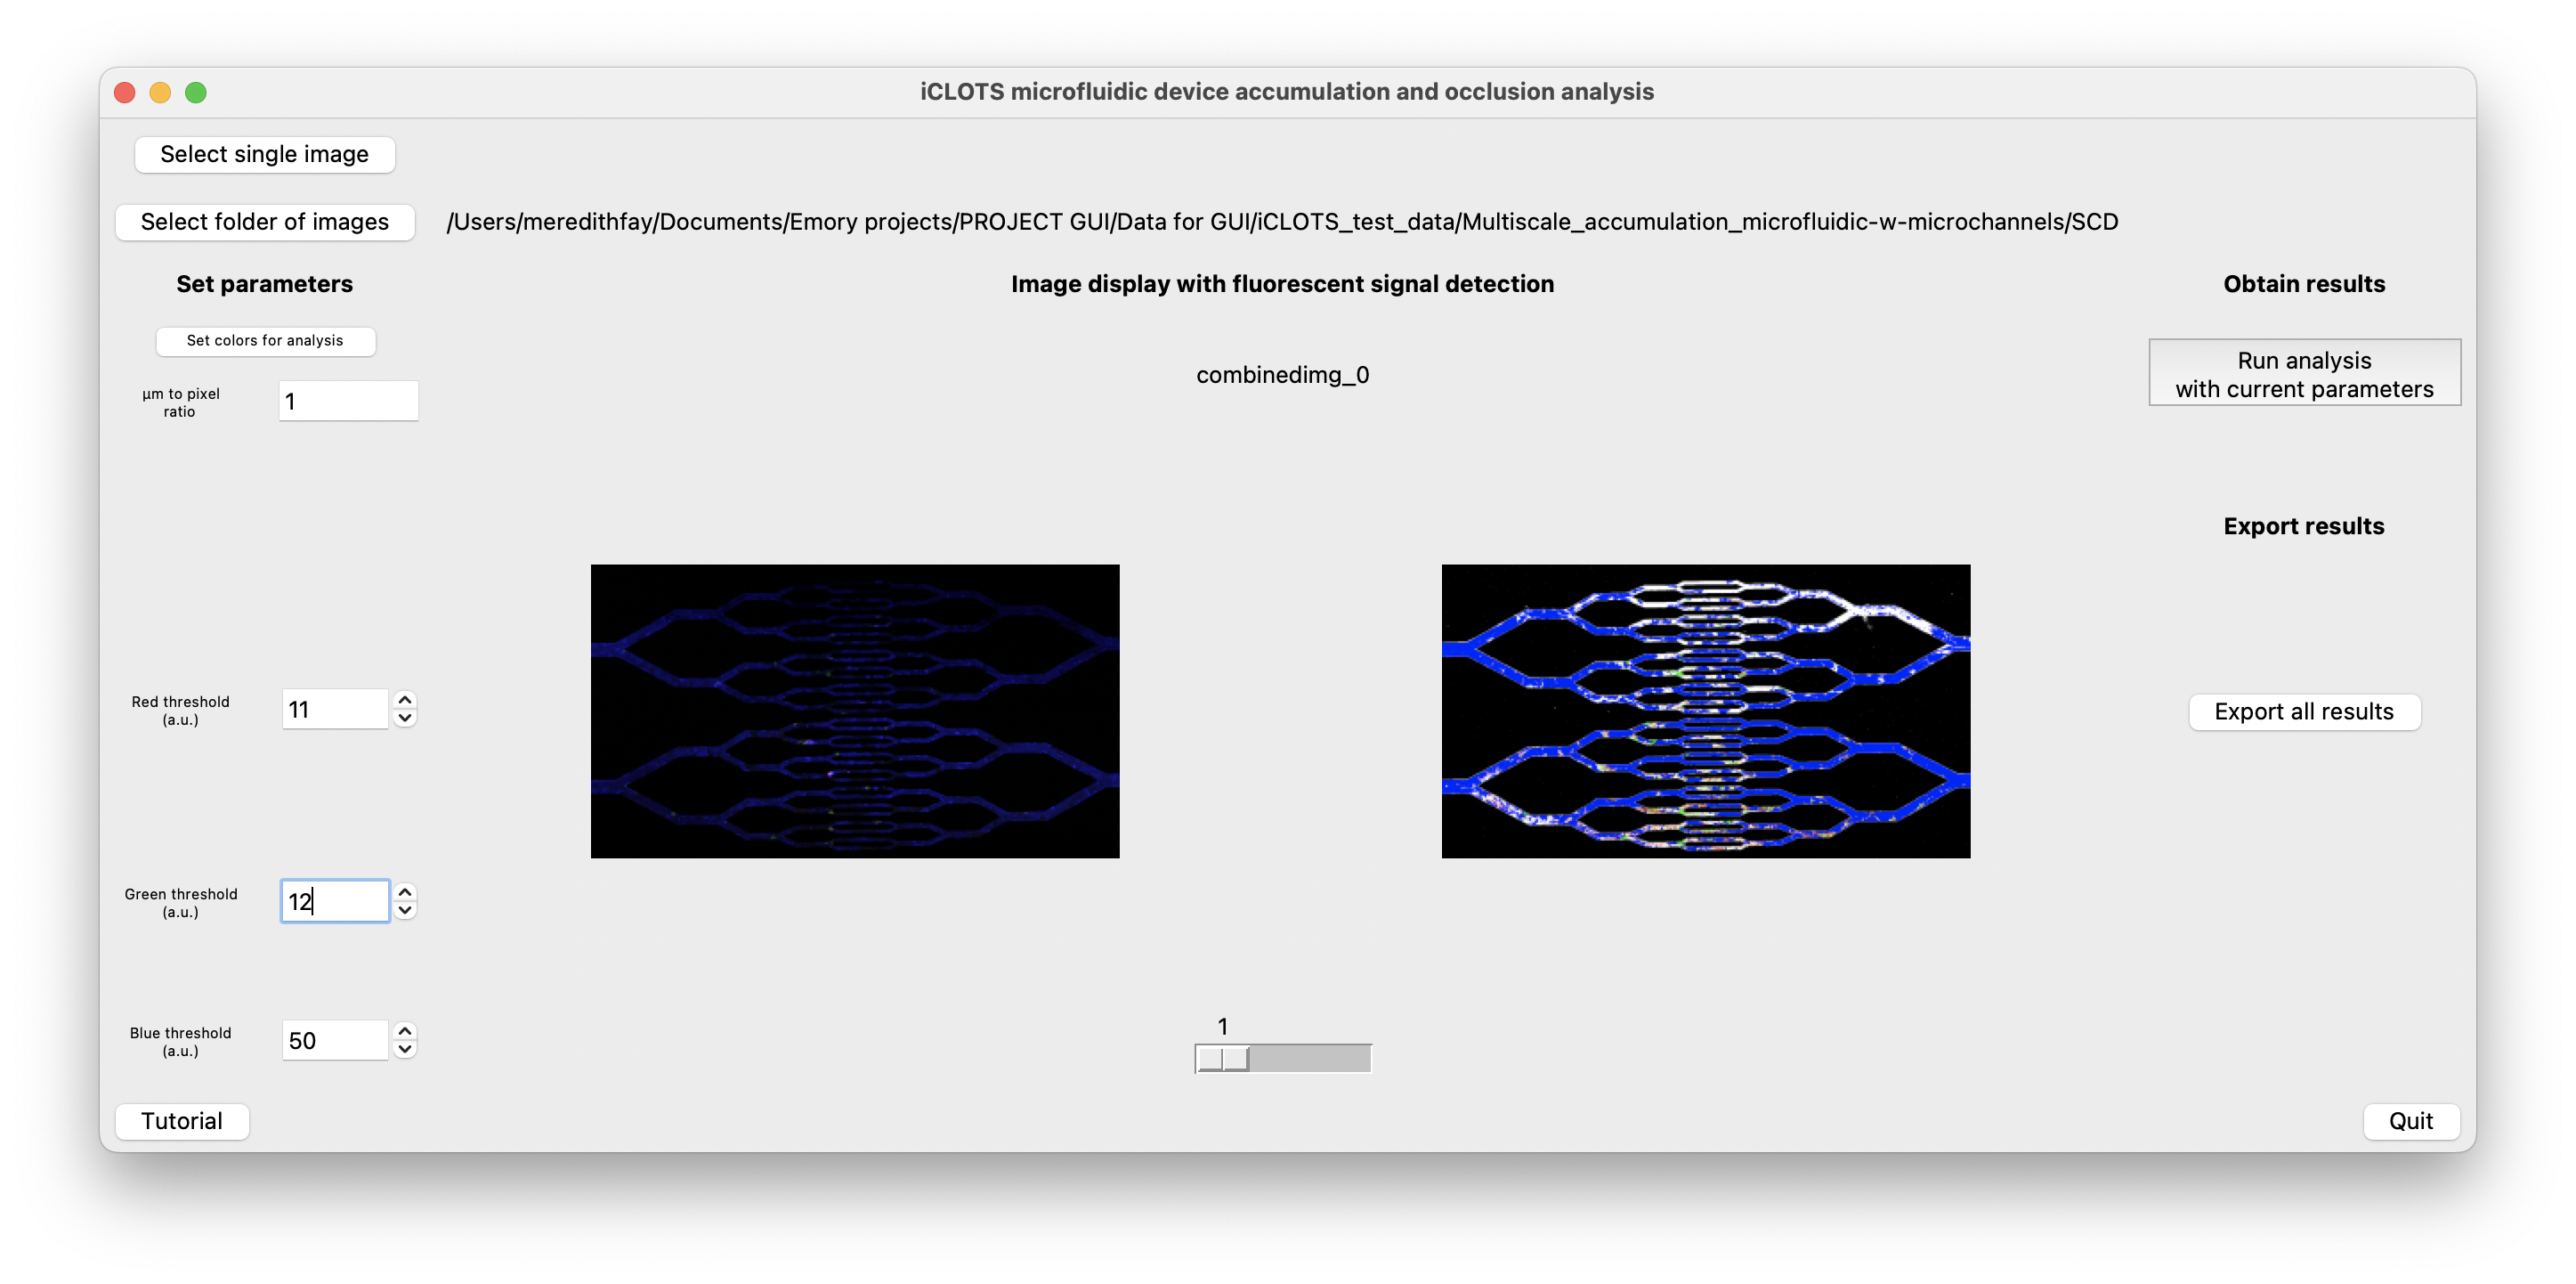 iCLOTS microfluidic device accumulation and occlusion analysis
Select single image
Select folder of images
/Users/meredithfay/Documents/Emory projects/PROJECT GUI/Data for GUI/iCLOTS_test_data/Multiscale_accumulation_microfluidic-w-microchannels/SCD
Set parameters
Image display with fluorescent signal detection
Obtain results
Set colors for analysis
µm to pixel
ratio
1
combinedimg_0
Run analysis
with current parameters
Export results
Red threshold
(a.u.)
11
Export all results
Green threshold
(a.u.)
12
Blue threshold
(a.u.)
50
1
Tutorial
Quit